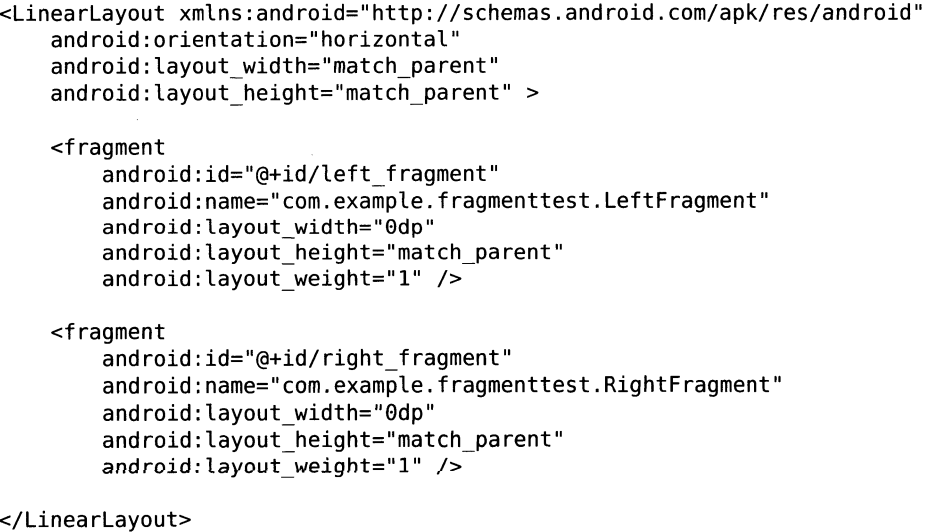 <LinearLayout xmlns:android="http://schemas.android.com/apk/res/android"
    android:orientation="horizontal"
    android:layout_width="match_parent"
    android:layout_height="match_parent" >

    <fragment
        android:id="@+id/left_fragment"
        android:name="com.example.fragmenttest.LeftFragment"
        android:layout_width="0dp"
        android:layout_height="match_parent"
        android:layout_weight="1" />

    <fragment
        android:id="@+id/right_fragment"
        android:name="com.example.fragmenttest.RightFragment"
        android:layout_width="0dp"
        android:layout_height="match_parent"
        android:layout_weight="1" />

</LinearLayout>